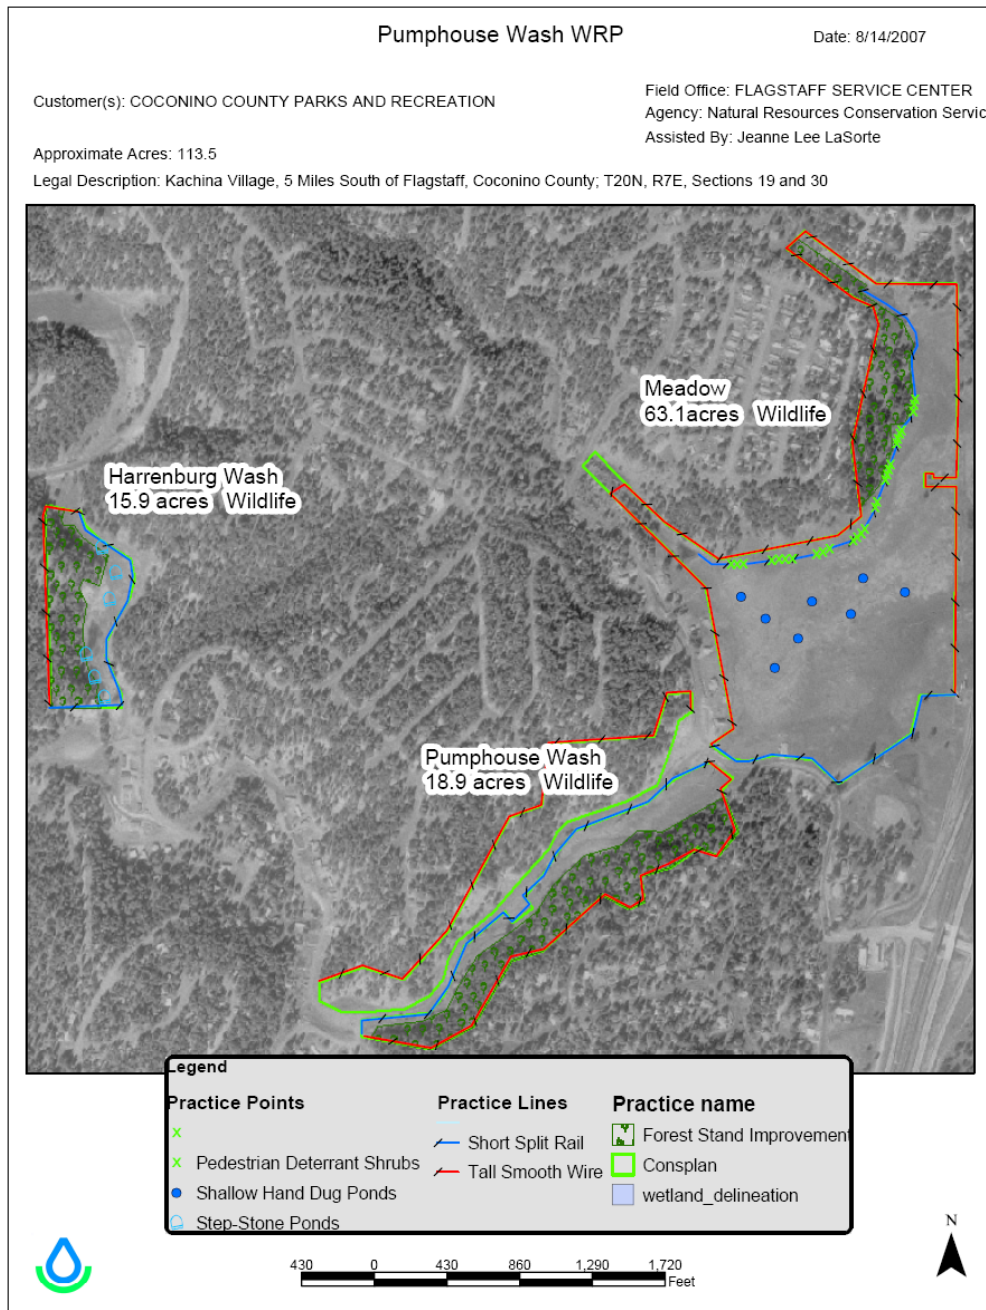 Pumphouse Wash WRP
Date: 8/14/2007
Customer(s): COCONINO COUNTY PARKS AND RECREATION
Field Office: FLAGSTAFF SERVICE CENTER
Agency: Natural Resources Conservation Servic
Assisted By: Jeanne Lee LaSorte
Approximate Acres: 113.5
Legal Description: Kachina Village, 5 Miles South of Flagstaff, Coconino County; T20N, R7E, Sections 19 and 30
Meadow
63.1acres Wildlife
Harrenburg Wash
15.9 acres Wildlife
Pumphouse Wash
18.9 acres Wildlife
Legend
Practice Points
Pedestrian Deterrant Shrubs
Shallow Hand Dug Ponds
Step-Stone Ponds
Practice Lines
Short Split Rail
Tall Smooth Wire
Practice name
Forest Stand Improvement
Consplan
wetland_delineation
N
430 0 430 860 1,290 1,720
Feet